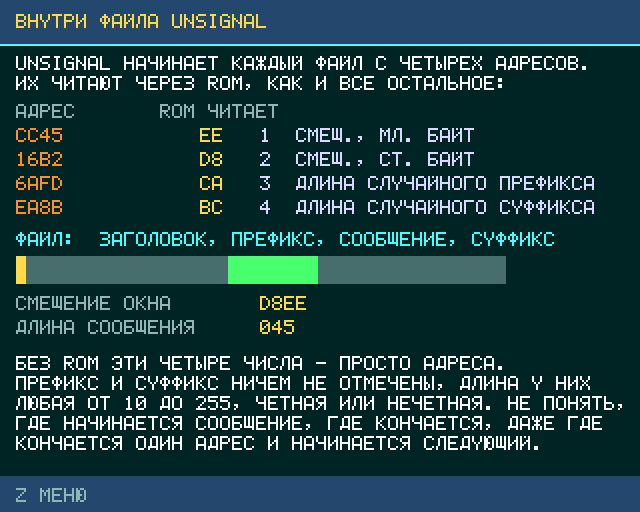 ВНУТРИ ФАЙЛА UNSIGNAL
UNSIGNAL НАЧИНАЕТ КАЖДЫЙ ФАЙЛ С ЧЕТЫРЕХ АДРЕСОВ.
ИХ ЧИТАЮТ ЧЕРЕЗ ROM, КАК И ВСЕ ОСТАЛЬНОЕ:
АДРЕС ROM ЧИТАЕТ
CC45 EE 1 СМЕЩ., МЛ. БАЙТ
16B2 D8 2 СМЕЩ., СТ. БАЙТ
6AFD CA 3 ДЛИНА СЛУЧАЙНОГО ПРЕФИКСА
EA8B BC 4 ДЛИНА СЛУЧАЙНОГО СУФФИКСА
ФАЙЛ: ЗАГОЛОВОК, ПРЕФИКС, СООБЩЕНИЕ, СУФФИКС
СМЕЩЕНИЕ ОКНА D8EE
ДЛИНА СООБЩЕНИЯ 045
БЕЗ ROM ЭТИ ЧЕТЫРЕ ЧИСЛА - ПРОСТО АДРЕСА.
ПРЕФИКС И СУФФИКС НИЧЕМ НЕ ОТМЕЧЕНЫ, ДЛИНА У НИХ
ЛЮБАЯ ОТ 10 ДО 255, ЧЕТНАЯ ИЛИ НЕЧЕТНАЯ. НЕ ПОНЯТЬ,
ГДЕ НАЧИНАЕТСЯ СООБЩЕНИЕ, ГДЕ КОНЧАЕТСЯ, ДАЖЕ ГДЕ
КОНЧАЕТСЯ ОДИН АДРЕС И НАЧИНАЕТСЯ СЛЕДУЮЩИЙ.
Z МЕНЮ